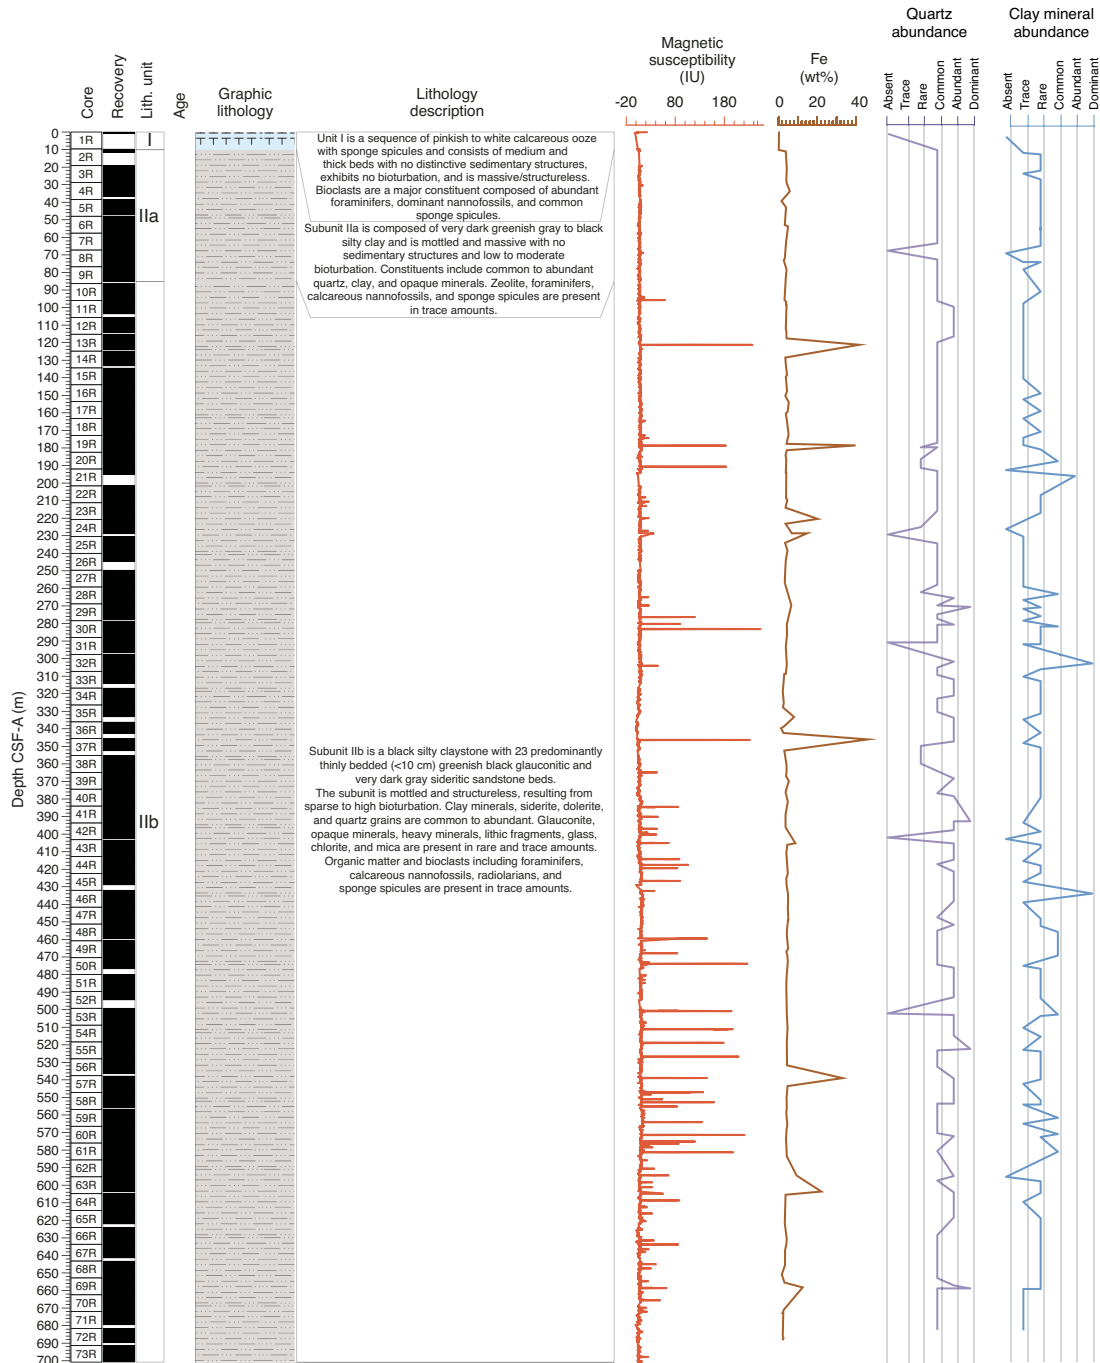 Quartz
abundance
Clay mineral
abundance
Magnetic
susceptibility
(IU)
Fe
(wt%)
Core
Recovery
Lith. unit
Age
Graphic
lithology
Lithology
description
Absent
Trace
Rare
Common
Abundant
Dominant
Absent
Trace
Rare
Common
Abundant
Dominant
-20 80 180
0 20 40
Depth CSF-A (m)
0
10
20
30
40
50
60
70
80
90
100
110
120
130
140
150
160
170
180
190
200
210
220
230
240
250
260
270
280
290
300
310
320
330
340
350
360
370
380
390
400
410
420
430
440
450
460
470
480
490
500
510
520
530
540
550
560
570
580
590
600
610
620
630
640
650
660
670
680
690
700
1R
2R
3R
4R
5R
6R
7R
8R
9R
10R
11R
12R
13R
14R
15R
16R
17R
18R
19R
20R
21R
22R
23R
24R
25R
26R
27R
28R
29R
30R
31R
32R
33R
34R
35R
36R
37R
38R
39R
40R
41R
42R
43R
44R
45R
46R
47R
48R
49R
50R
51R
52R
53R
54R
55R
56R
57R
58R
59R
60R
61R
62R
63R
64R
65R
66R
67R
68R
69R
70R
71R
72R
73R
I
IIa
IIb
Unit I is a sequence of pinkish to white calcareous ooze
with sponge spicules and consists of medium and
thick beds with no distinctive sedimentary structures,
exhibits no bioturbation, and is massive/structureless.
Bioclasts are a major constituent composed of abundant
foraminifers, dominant nannofossils, and common
sponge spicules.
Subunit IIa is composed of very dark greenish gray to black
silty clay and is mottled and massive with no
sedimentary structures and low to moderate
bioturbation. Constituents include common to abundant
quartz, clay, and opaque minerals. Zeolite, foraminifers,
calcareous nannofossils, and sponge spicules are present
in trace amounts.
Subunit IIb is a black silty claystone with 23 predominantly
thinly bedded (<10 cm) greenish black glauconitic and
very dark gray sideritic sandstone beds.
The subunit is mottled and structureless, resulting from
sparse to high bioturbation. Clay minerals, siderite, dolerite,
and quartz grains are common to abundant. Glauconite,
opaque minerals, heavy minerals, lithic fragments, glass,
chlorite, and mica are present in rare and trace amounts.
Organic matter and bioclasts including foraminifers,
calcareous nannofossils, radiolarians, and
sponge spicules are present in trace amounts.